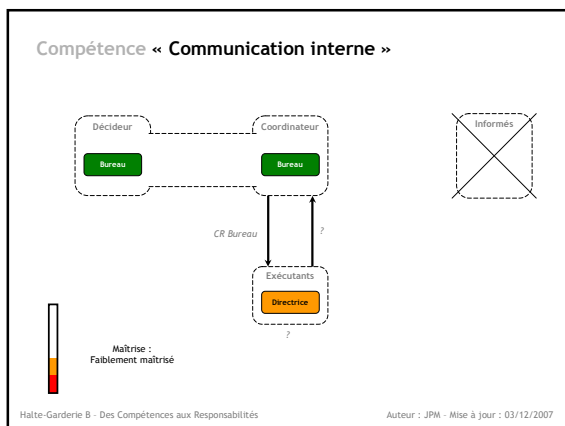 Compétence « Communication interne »
Décideur
Coordinateur
Informés
Bureau
Bureau
CR Bureau
?
Exécutants
Directrice
?
Maîtrise :
Faiblement maîtrisé
Halte-Garderie B - Des Compétences aux Responsabilités
Auteur : JPM - Mise à jour : 03/12/2007